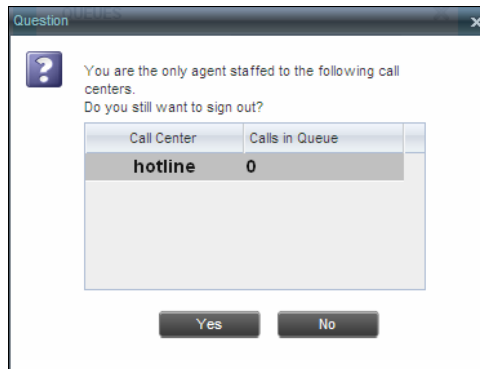 QUEUES
Question
x
?
You are the only agent staffed to the following call
centers.
Do you still want to sign out?
Call Center Calls in Queue
hotline 0
Yes No